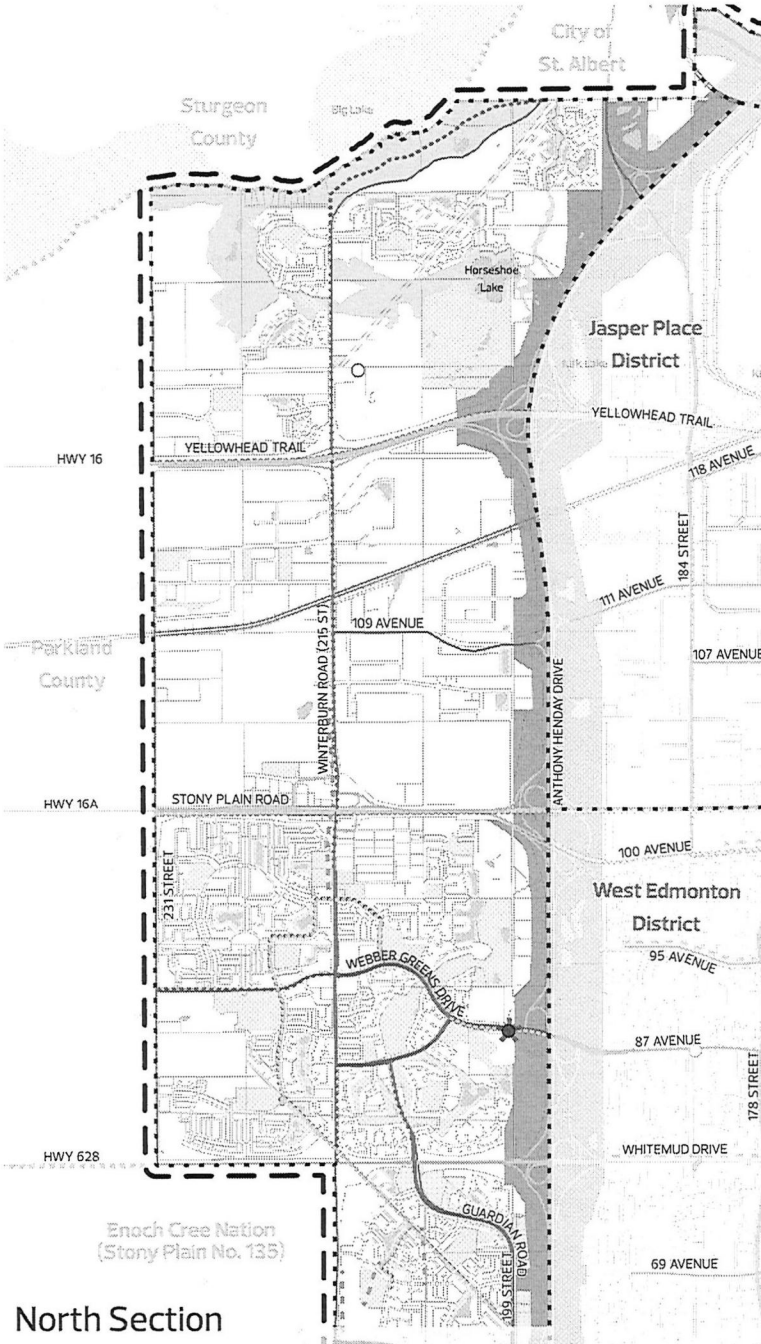 City of
St. Albert
Sturgeon
County
Big Lake
Horseshoe
Lake
Jasper Place
District
Kirk Lake
YELLOWHEAD TRAIL
YELLOWHEAD TRAIL
HWY 16
118 AVENUE
184 STREET
111 AVENUE
109 AVENUE
WINTERBURN ROAD (215 ST)
Parkland
County
107 AVENUE
ANTHONY HENDAY DRIVE
HWY 16A
STONY PLAIN ROAD
100 AVENUE
231 STREET
West Edmonton
District
95 AVENUE
WEBBER GREENS DRIVE
87 AVENUE
178 STREET
HWY 628
WHITEMUD DRIVE
Enoch Cree Nation
(Stony Plain No. 135)
GUARDIAN ROAD
199 STREET
69 AVENUE
North Section